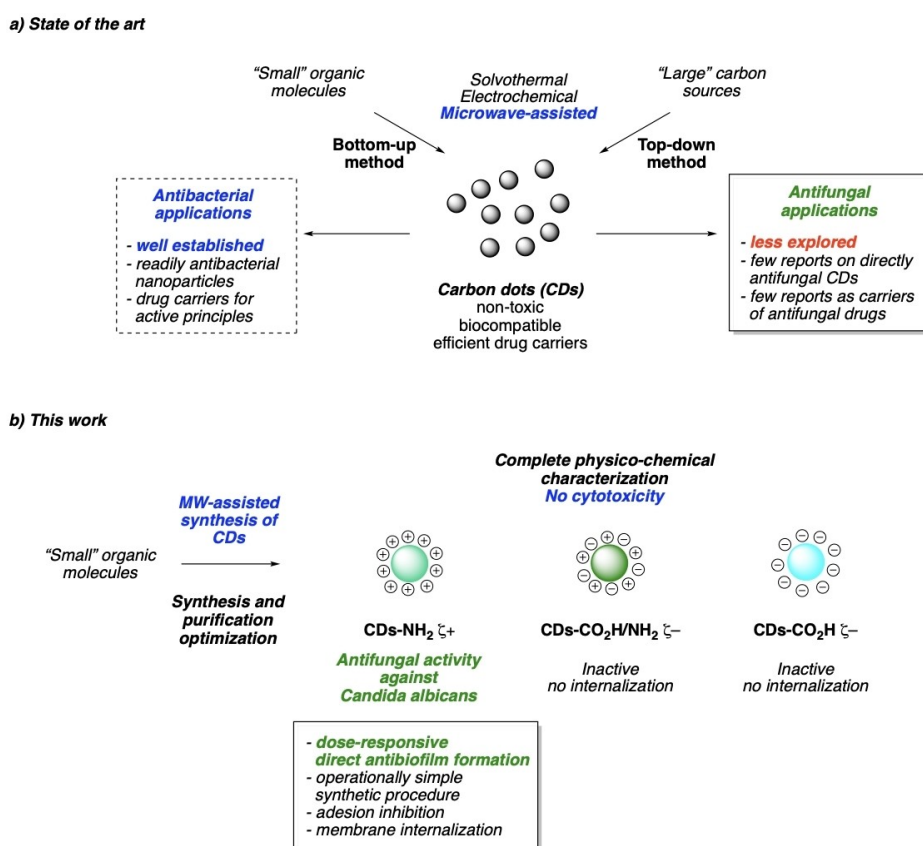 a) State of the art
“Small” organic
molecules
Solvothermal
Electrochemical
Microwave-assisted
“Large” carbon
sources
Bottom-up
method
Top-down
method
Antibacterial
applications
- well established
- readily antibacterial
nanoparticles
- drug carriers for
active principles
Carbon dots (CDs)
non-toxic
biocompatible
efficient drug carriers
Antifungal
applications
- less explored
- few reports on directly
antifungal CDs
- few reports as carriers
of antifungal drugs
b) This work
“Small” organic
molecules
MW-assisted
synthesis of
CDs
Synthesis and
purification
optimization
Complete physico-chemical
characterization
No cytotoxicity
CDs-NH₂ ζ+
Antifungal activity
against
Candida albicans
CDs-CO₂H/NH₂ ζ−
Inactive
no internalization
CDs-CO₂H ζ−
Inactive
no internalization
- dose-responsive
direct antibiofilm formation
- operationally simple
synthetic procedure
- adesion inhibition
- membrane internalization